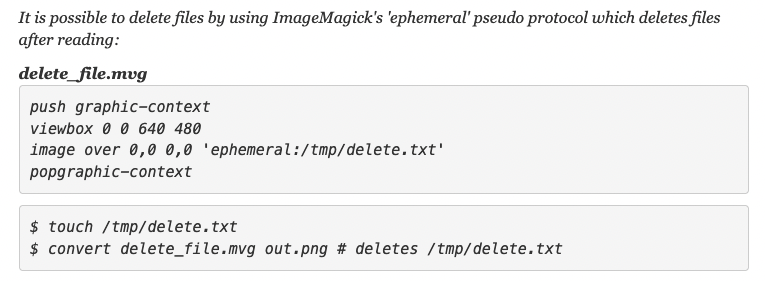 It is possible to delete files by using ImageMagick's 'ephemeral' pseudo protocol which deletes files
after reading:
delete_file.mvg
push graphic-context
viewbox 0 0 640 480
image over 0,0 0,0 'ephemeral:/tmp/delete.txt'
popgraphic-context
$ touch /tmp/delete.txt
$ convert delete_file.mvg out.png # deletes /tmp/delete.txt